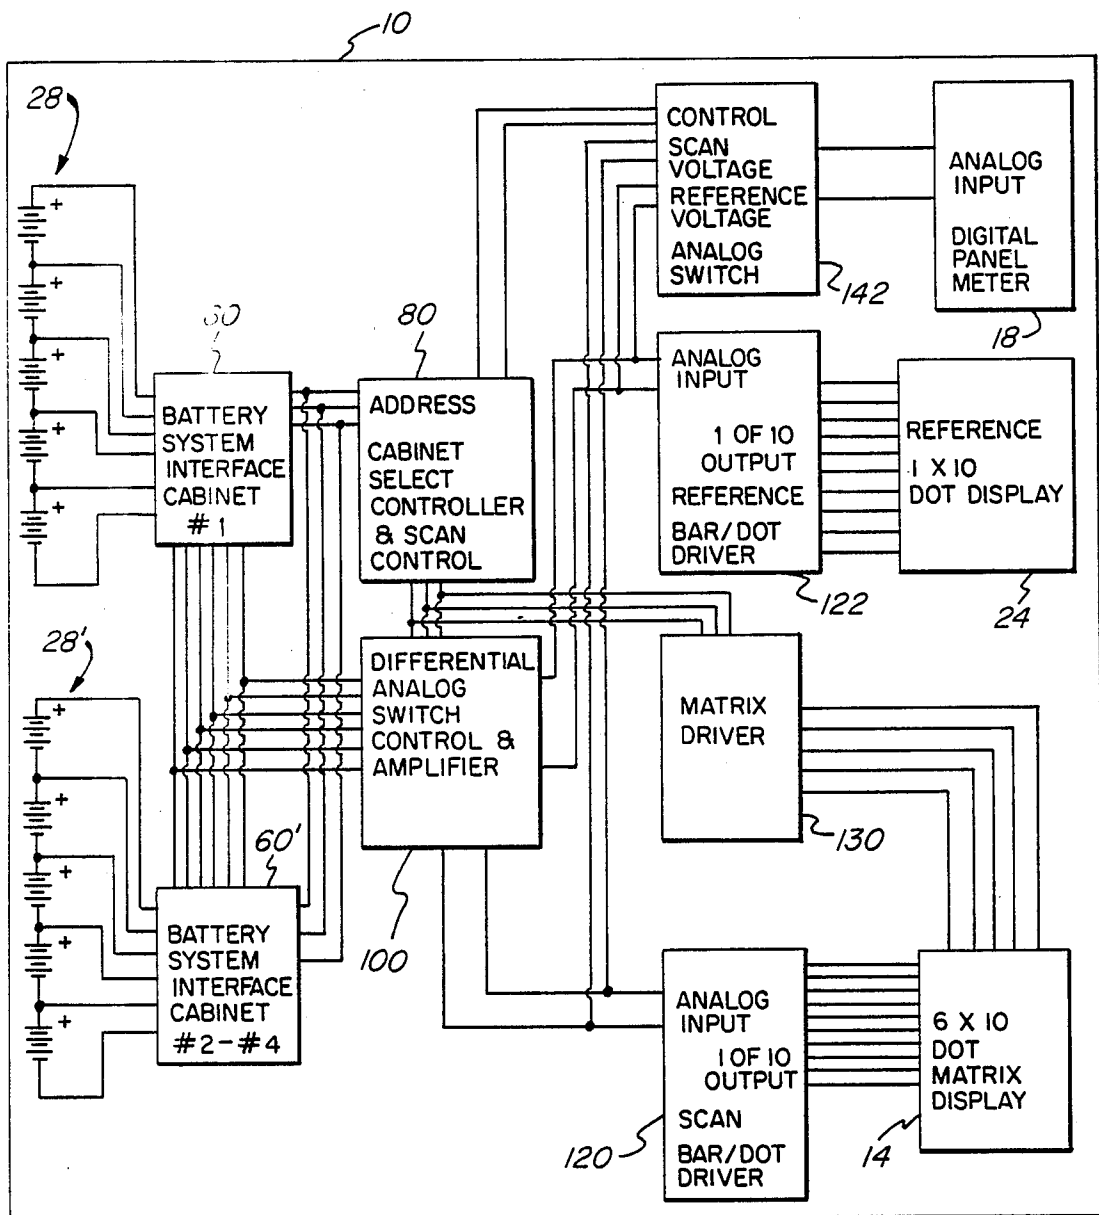 10
28
+
+
+
+
+
60
BATTERY
SYSTEM
INTERFACE
CABINET
#1
80
ADDRESS
CABINET
SELECT
CONTROLLER
& SCAN
CONTROL
CONTROL
SCAN
VOLTAGE
REFERENCE
VOLTAGE
ANALOG
SWITCH
142
ANALOG
INPUT
DIGITAL
PANEL
METER
18
ANALOG
INPUT
1 OF 10
OUTPUT
REFERENCE
BAR/DOT
DRIVER
122
REFERENCE
1 X 10
DOT DISPLAY
24
28'
+
+
+
+
+
60'
BATTERY
SYSTEM
INTERFACE
CABINET
#2-#4
DIFFERENTIAL
ANALOG
SWITCH
CONTROL &
AMPLIFIER
100
MATRIX
DRIVER
130
ANALOG
INPUT
1 OF 10
OUTPUT
SCAN
BAR/DOT
DRIVER
120
6 X 10
DOT
MATRIX
DISPLAY
14